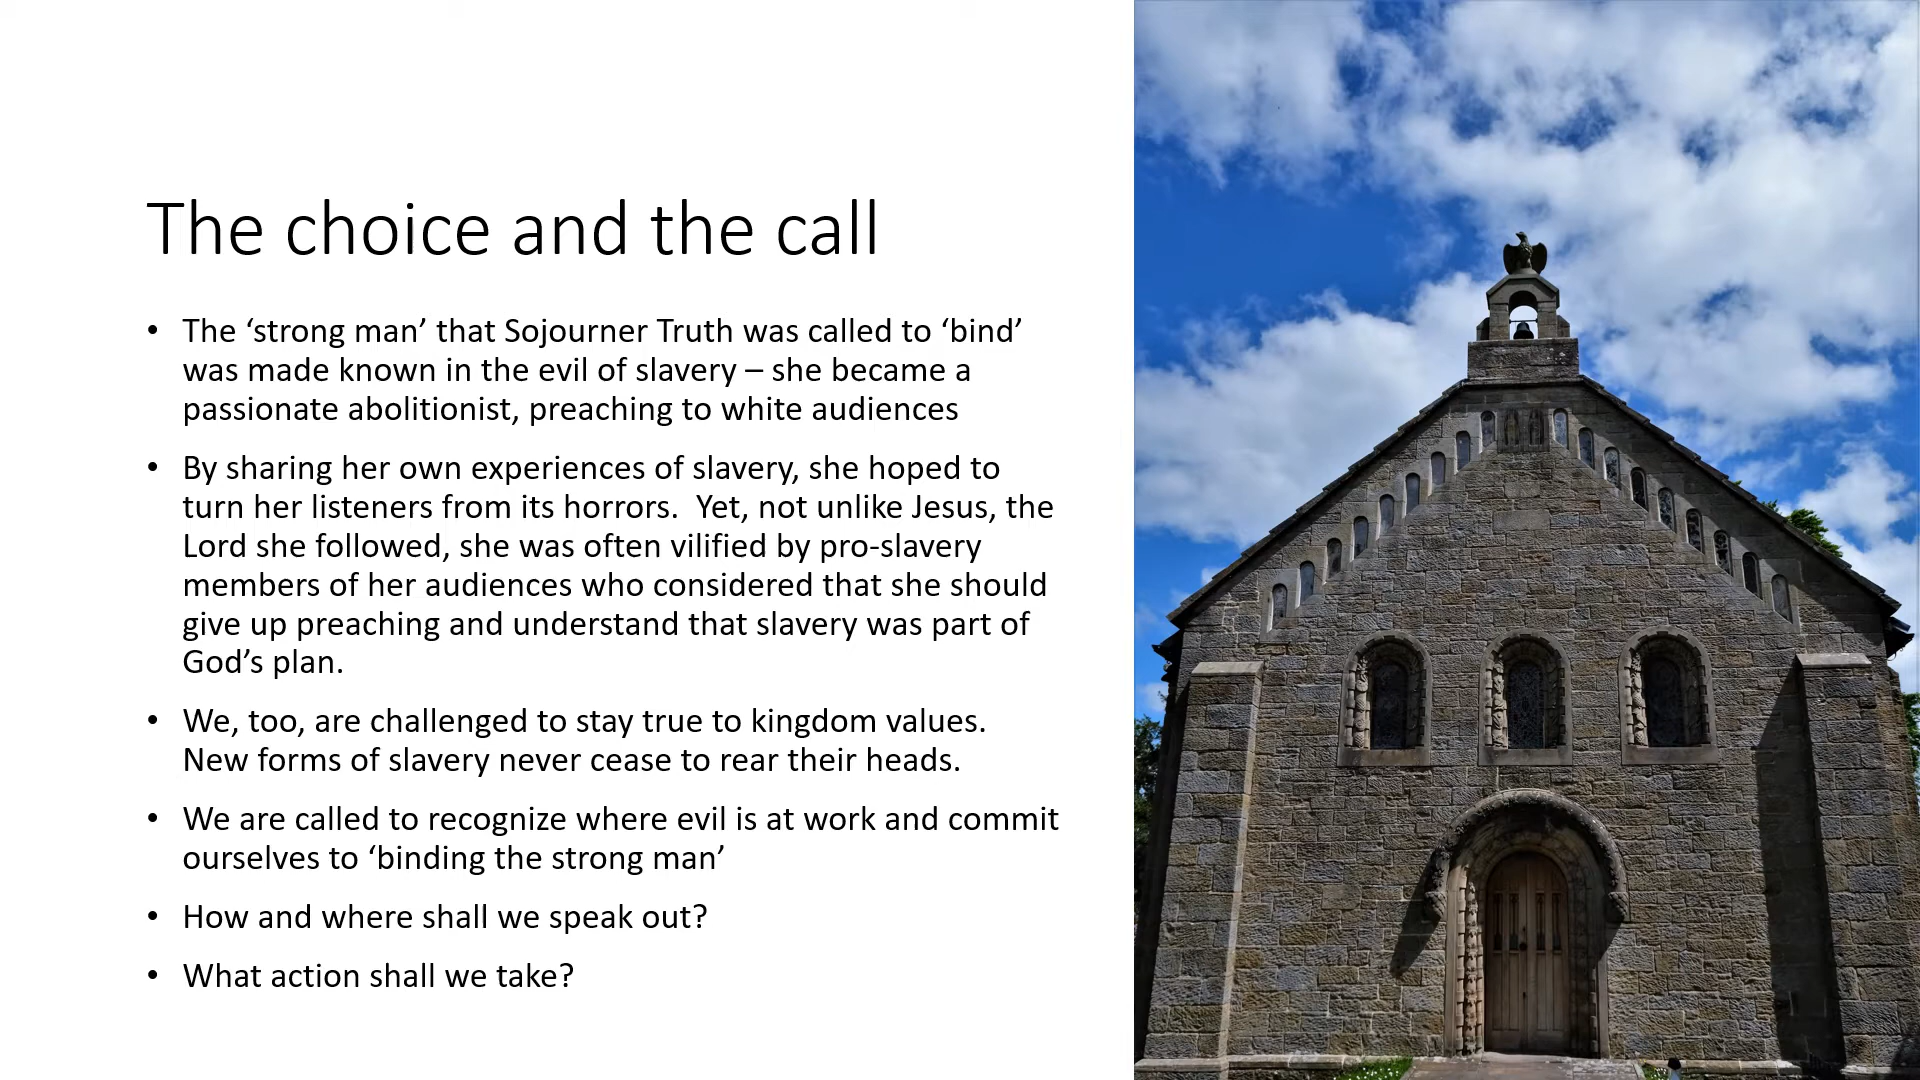 The choice and the call
• The ‘strong man’ that Sojourner Truth was called to ‘bind’
was made known in the evil of slavery – she became a
passionate abolitionist, preaching to white audiences
• By sharing her own experiences of slavery, she hoped to
turn her listeners from its horrors.  Yet, not unlike Jesus, the
Lord she followed, she was often vilified by pro-slavery
members of her audiences who considered that she should
give up preaching and understand that slavery was part of
God’s plan.
• We, too, are challenged to stay true to kingdom values.
New forms of slavery never cease to rear their heads.
• We are called to recognize where evil is at work and commit
ourselves to ‘binding the strong man’
• How and where shall we speak out?
• What action shall we take?